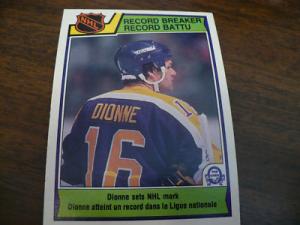 NHL
RECORD BREAKER
RECORD BATTU
DIONNE
16
16
Dionne sets NHL mark
Dionne atteint un record dans la Ligue nationale